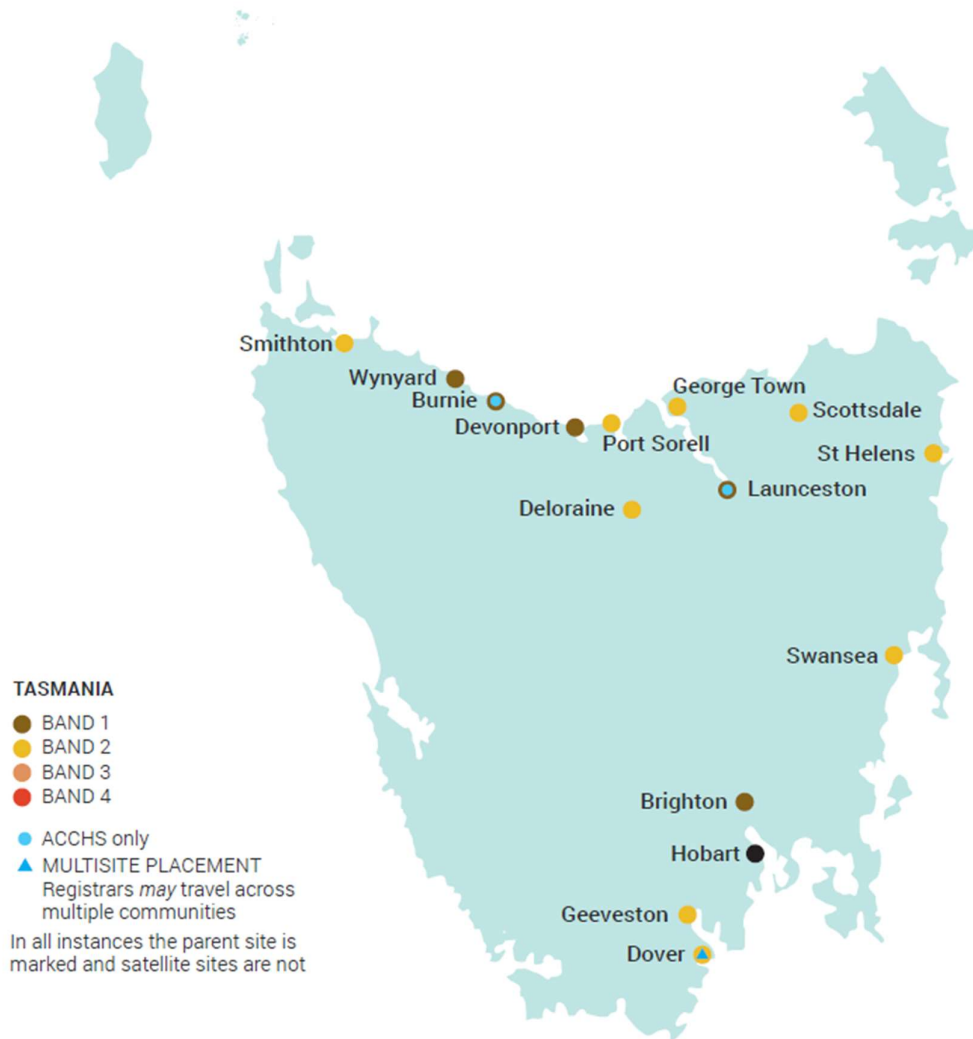 Smithton
Wynyard
Burnie
George Town
Scottsdale
Devonport
Port Sorell
St Helens
Launceston
Deloraine
Swansea
TASMANIA
BAND 1
BAND 2
BAND 3
BAND 4
ACCHS only
MULTISITE PLACEMENT
Registrars may travel across
multiple communities
In all instances the parent site is
marked and satellite sites are not
Brighton
Hobart
Geeveston
Dover